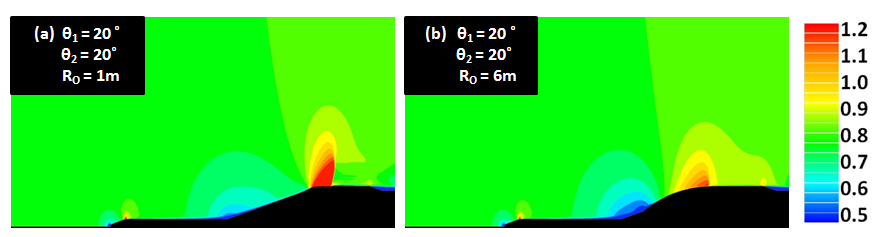 (a) θ₁ = 20°
θ₂ = 20°
R₀ = 1m
(b) θ₁ = 20°
θ₂ = 20°
R₀ = 6m
1.2
1.1
1.0
0.9
0.8
0.7
0.6
0.5